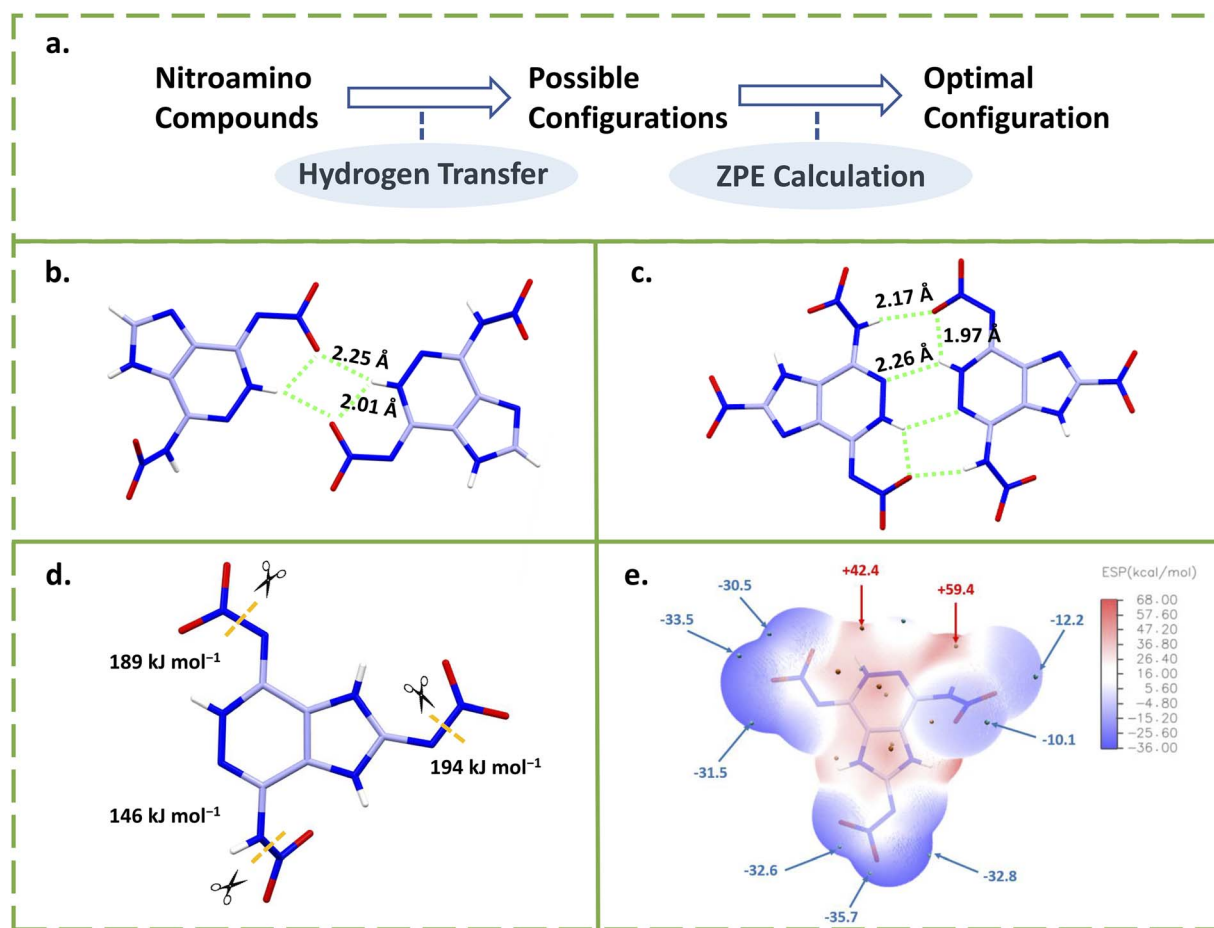 a.
Nitroamino
Compounds
Possible
Configurations
Optimal
Configuration
Hydrogen Transfer
ZPE Calculation
b.
2.25 Å
2.01 Å
c.
2.17 Å
1.97 Å
2.26 Å
d.
189 kJ mol⁻¹
194 kJ mol⁻¹
146 kJ mol⁻¹
e.
+42.4
+59.4
-30.5
-33.5
-12.2
-10.1
-31.5
-32.6
-32.8
-35.7
ESP(kcal/mol)
68.00
57.60
47.20
36.80
26.40
16.00
5.60
-4.80
-15.20
-25.60
-36.00